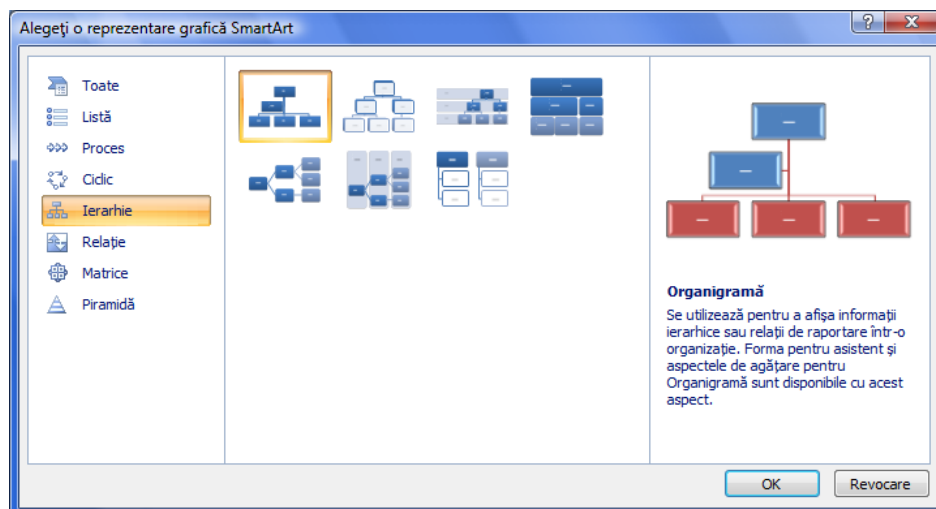 Alegeţi o reprezentare grafică SmartArt
Toate
Listă
Proces
Ciclic
Ierarhie
Relaţie
Matrice
Piramidă
Organigramă
Se utilizează pentru a afişa informaţii
ierarhice sau relaţii de raportare într-o
organizaţie. Forma pentru asistent şi
aspectele de agăţare pentru
Organigramă sunt disponibile cu acest
aspect.
OK
Revocare